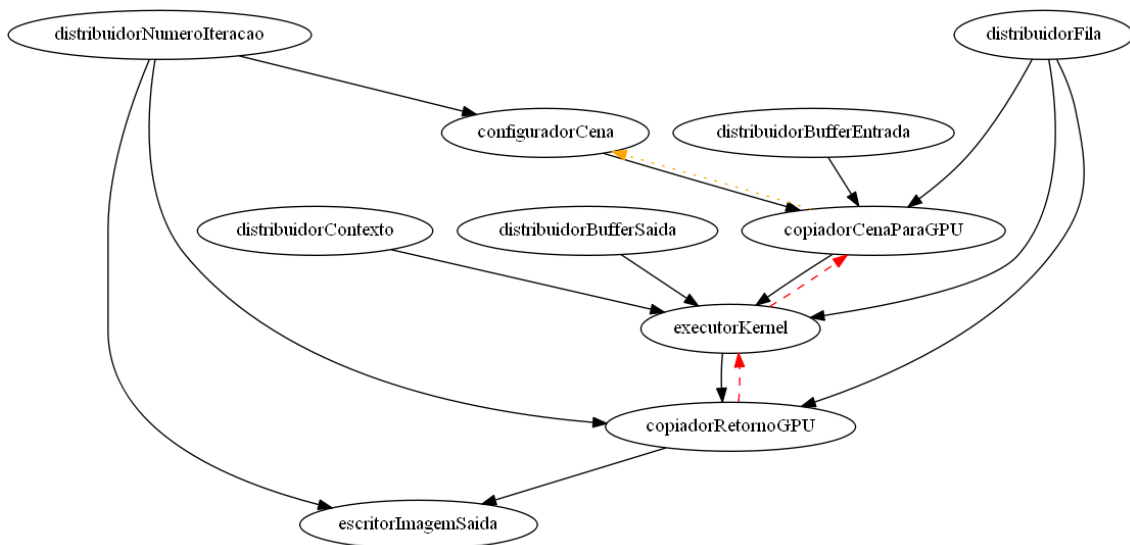 distribuidorNumeroIteracao
distribuidorFila
configuradorCena
distribuidorBufferEntrada
distribuidorContexto
distribuidorBufferSaida
copiadorCenaParaGPU
executorKernel
copiadorRetornoGPU
escritorImagemSaida